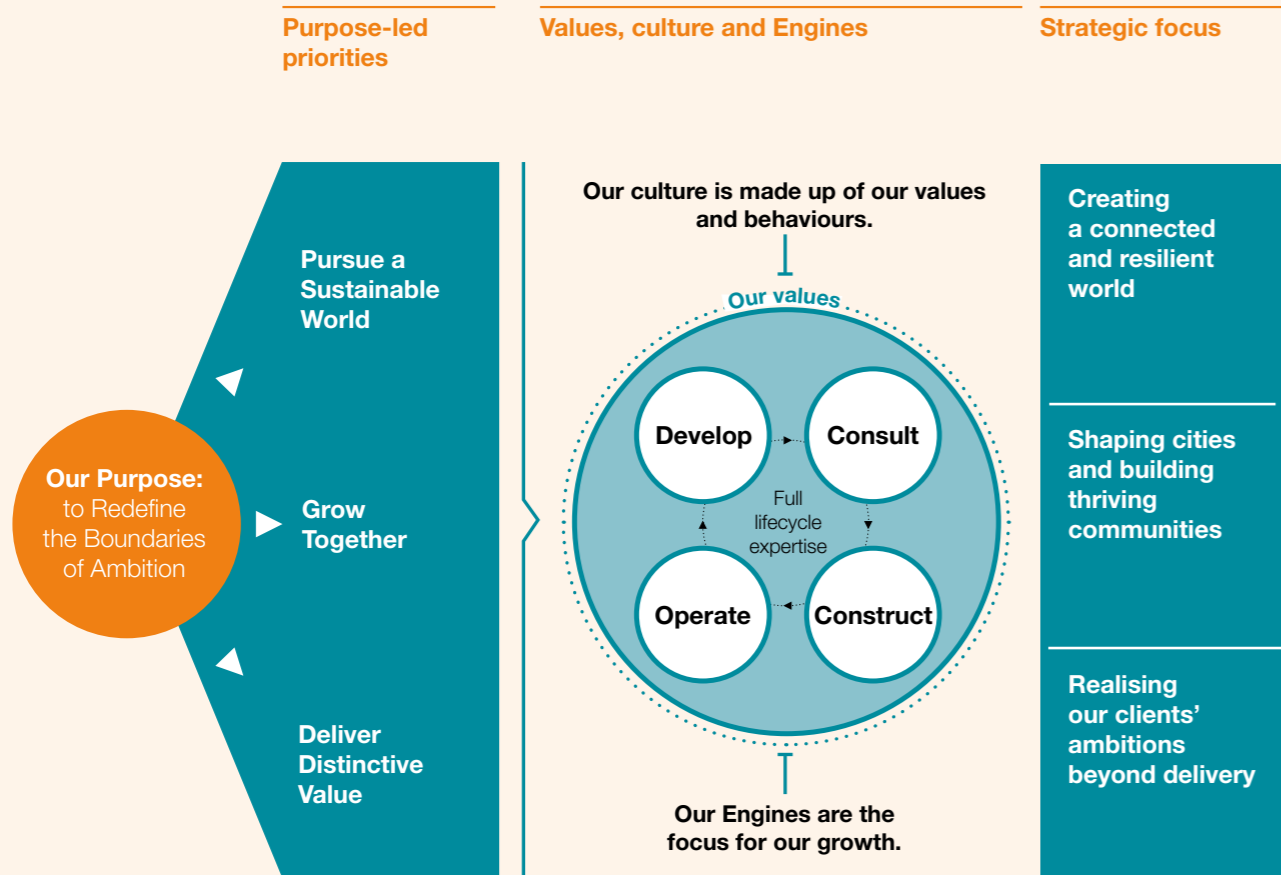 Purpose-led
priorities
Values, culture and Engines
Strategic focus
Our Purpose:
to Redefine
the Boundaries
of Ambition
Pursue a
Sustainable
World
Grow
Together
Deliver
Distinctive
Value
Our culture is made up of our values
and behaviours.
Our values
Develop
Consult
Full
lifecycle
expertise
Operate
Construct
Our Engines are the
focus for our growth.
Creating
a connected
and resilient
world
Shaping cities
and building
thriving
communities
Realising
our clients’
ambitions
beyond delivery